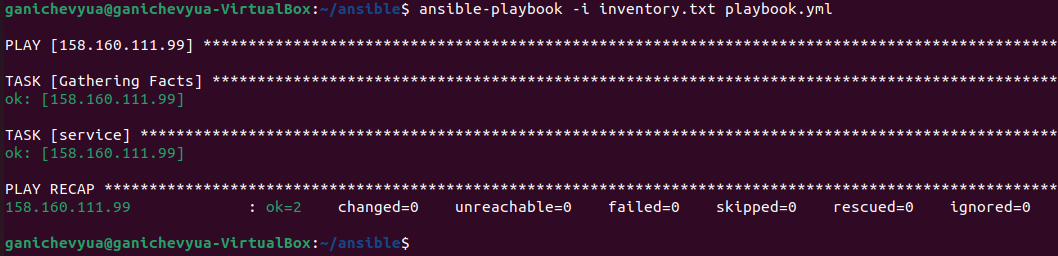 ganichevyua@ganichevyua-VirtualBox:~/ansible$ ansible-playbook -i inventory.txt playbook.yml
PLAY [158.160.111.99] ***********************************************************************************************
TASK [Gathering Facts] **********************************************************************************************
ok: [158.160.111.99]
TASK [service] ******************************************************************************************************
ok: [158.160.111.99]
PLAY RECAP **********************************************************************************************************
158.160.111.99             : ok=2    changed=0    unreachable=0    failed=0    skipped=0    rescued=0    ignored=0
ganichevyua@ganichevyua-VirtualBox:~/ansible$